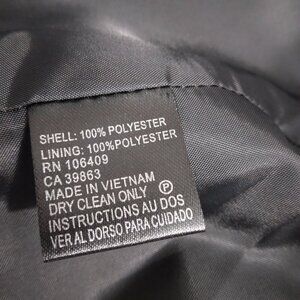 SHELL: 100% POLYESTER
LINING: 100%POLYESTER
RN 106409
CA 39863
MADE IN VIETNAM
DRY CLEAN ONLY Ⓟ
INSTRUCTIONS AU DOS
VER AL DORSO PARA CUIDADO